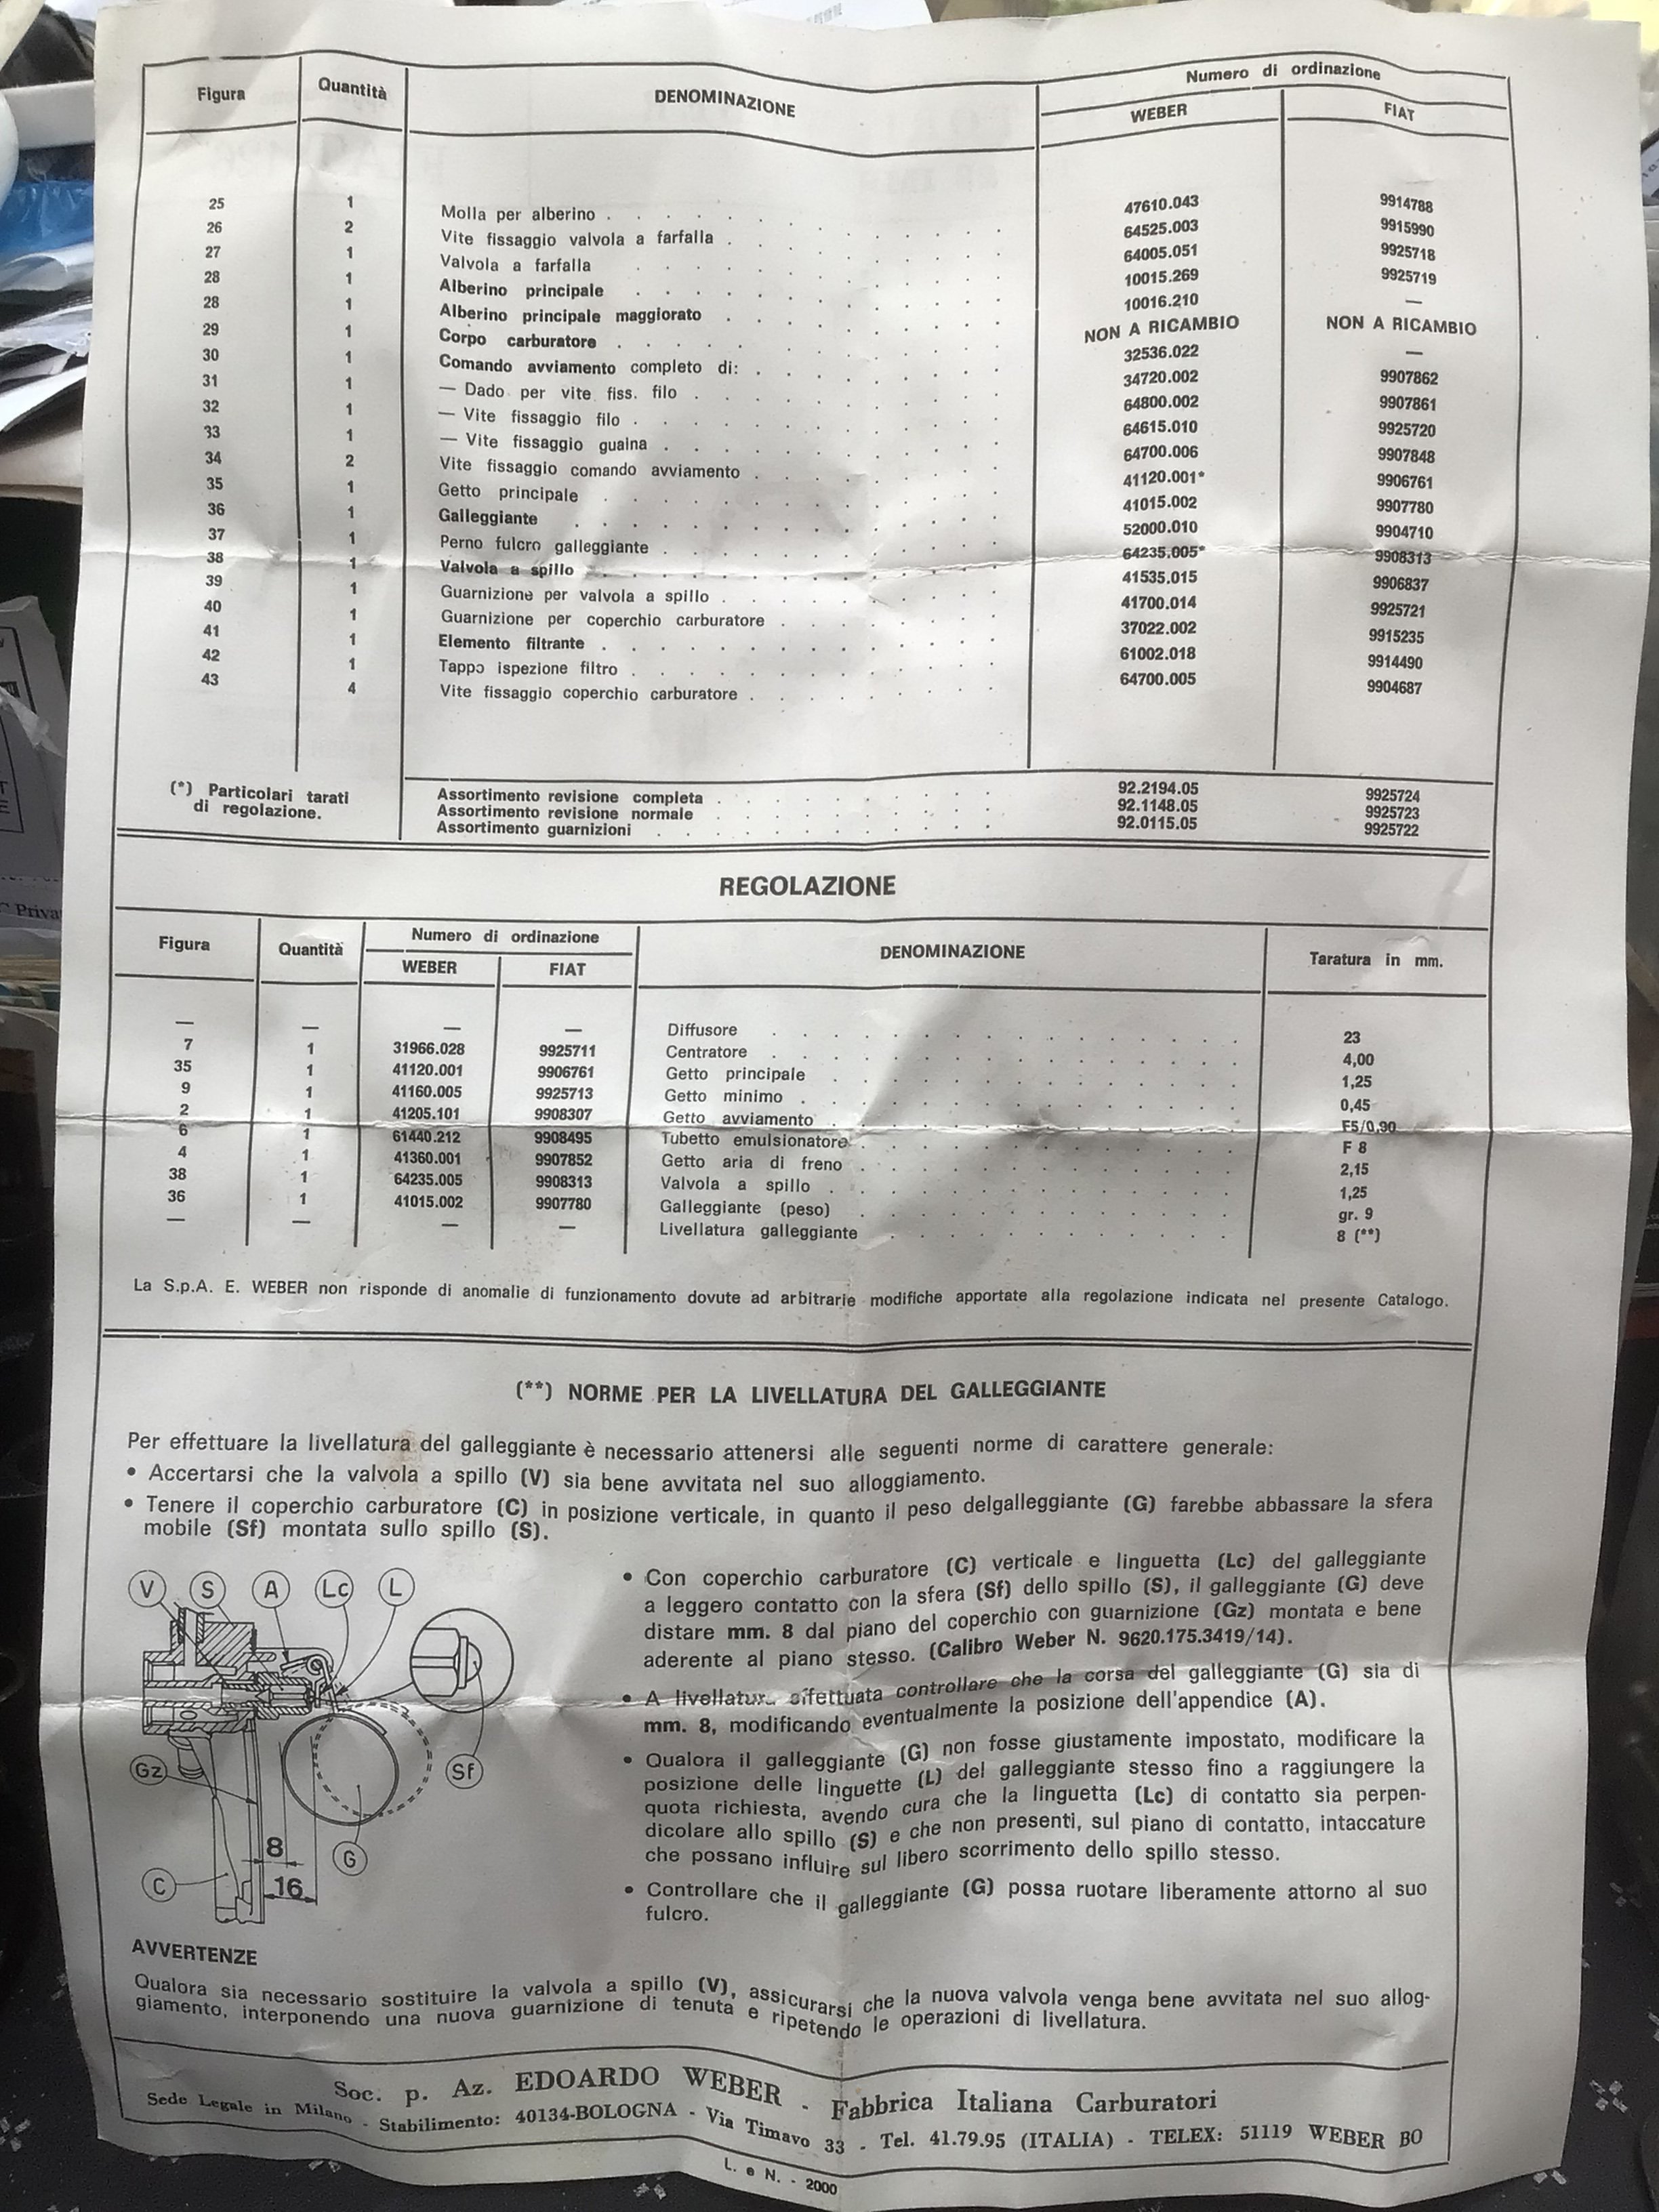 Figura Quantità DENOMINAZIONE Numero di ordinazione
WEBER FIAT
25 1 Molla per alberino . . . . . . . . . . 47610.043 9914788
26 2 Vite fissaggio valvola a farfalla . . . . . . . . 64525.003 9915990
27 1 Valvola a farfalla . . . . . . . . . . 64005.051 9925718
28 1 Alberino principale . . . . . . . . . . 10015.269 9925719
28 1 Alberino principale maggiorato . . . . . . . . 10016.210 —
29 1 Corpo carburatore . . . . . . . . . . NON A RICAMBIO NON A RICAMBIO
30 1 Comando avviamento completo di: . . . . . . . . 32536.022 —
31 1 — Dado per vite fiss. filo . . . . . . . . . 34720.002 9907862
32 1 — Vite fissaggio filo . . . . . . . . . . 64800.002 9907861
33 1 — Vite fissaggio guaina . . . . . . . . . 64615.010 9925720
34 2 Vite fissaggio comando avviamento . . . . . . . 64700.006 9907848
35 1 Getto principale . . . . . . . . . . 41120.001* 9906761
36 1 Galleggiante . . . . . . . . . . . 41015.002 9907780
37 1 Perno fulcro galleggiante . . . . . . . . . 52000.010 9904710
38 1 Valvola a spillo . . . . . . . . . . 64235.005* 9908313
39 1 Guarnizione per valvola a spillo . . . . . . . . 41535.015 9906837
40 1 Guarnizione per coperchio carburatore . . . . . . . 41700.014 9925721
41 1 Elemento filtrante . . . . . . . . . . 37022.002 9915235
42 1 Tappo ispezione filtro . . . . . . . . . . 61002.018 9914490
43 4 Vite fissaggio coperchio carburatore . . . . . . . 64700.005 9904687
(*) Particolari tarati
di regolazione.
Assortimento revisione completa . . . . . . . . 92.2194.05 9925724
Assortimento revisione normale . . . . . . . . 92.1148.05 9925723
Assortimento guarnizioni . . . . . . . . . 92.0115.05 9925722
REGOLAZIONE
Figura Quantità Numero di ordinazione DENOMINAZIONE Taratura in mm.
WEBER FIAT
— — — — Diffusore . . . . . . . . . . . . 23
7 1 31966.028 9925711 Centratore . . . . . . . . . . . . 4,00
35 1 41120.001 9906761 Getto principale . . . . . . . . . . . 1,25
9 1 41160.005 9925713 Getto minimo . . . . . . . . . . . 0,45
2 1 41205.101 9908307 Getto avviamento . . . . . . . . . . . F5/0,90
6 1 61440.212 9908495 Tubetto emulsionatore . . . . . . . . . . F 8
4 1 41360.001 9907852 Getto aria di freno . . . . . . . . . . 2,15
38 1 64235.005 9908313 Valvola a spillo . . . . . . . . . . . 1,25
36 1 41015.002 9907780 Galleggiante (peso) . . . . . . . . . . gr. 9
— — — — Livellatura galleggiante . . . . . . . . . . 8 (**)
La S.p.A. E. WEBER non risponde di anomalie di funzionamento dovute ad arbitrarie modifiche apportate alla regolazione indicata nel presente Catalogo.
(**) NORME PER LA LIVELLATURA DEL GALLEGGIANTE
Per effettuare la livellatura del galleggiante è necessario attenersi alle seguenti norme di carattere generale:
• Accertarsi che la valvola a spillo (V) sia bene avvitata nel suo alloggiamento.
• Tenere il coperchio carburatore (C) in posizione verticale, in quanto il peso delgalleggiante (G) farebbe abbassare la sfera
mobile (Sf) montata sullo spillo (S).
V S A Lc L
Sf
Gz
G
C
8
16
• Con coperchio carburatore (C) verticale e linguetta (Lc) del galleggiante
a leggero contatto con la sfera (Sf) dello spillo (S), il galleggiante (G) deve
distare mm. 8 dal piano del coperchio con guarnizione (Gz) montata e bene
aderente al piano stesso. (Calibro Weber N. 9620.175.3419/14).
• A livellatura effettuata controllare che la corsa del galleggiante (G) sia di
mm. 8, modificando eventualmente la posizione dell'appendice (A).
• Qualora il galleggiante (G) non fosse giustamente impostato, modificare la
posizione delle linguette (L) del galleggiante stesso fino a raggiungere la
quota richiesta, avendo cura che la linguetta (Lc) di contatto sia perpen-
dicolare allo spillo (S) e che non presenti, sul piano di contatto, intaccature
che possano influire sul libero scorrimento dello spillo stesso.
• Controllare che il galleggiante (G) possa ruotare liberamente attorno al suo
fulcro.
AVVERTENZE
Qualora sia necessario sostituire la valvola a spillo (V), assicurarsi che la nuova valvola venga bene avvitata nel suo allog-
giamento, interponendo una nuova guarnizione di tenuta e ripetendo le operazioni di livellatura.
Soc. p. Az. EDOARDO WEBER - Fabbrica Italiana Carburatori
Sede Legale in Milano - Stabilimento: 40134-BOLOGNA - Via Timavo 33 - Tel. 41.79.95 (ITALIA) - TELEX: 51119 WEBER BO
L. e N. - 2000